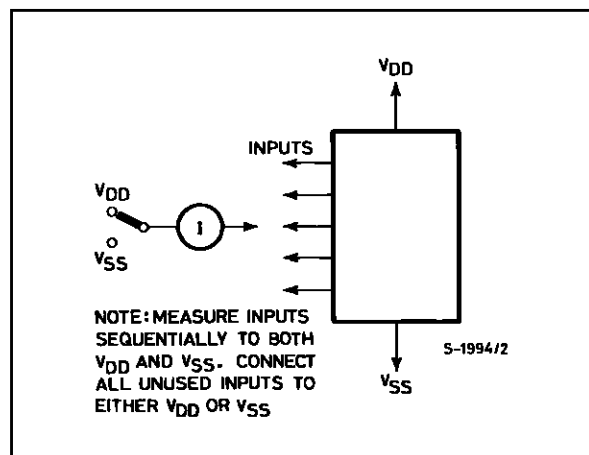 VDD
INPUTS
VDD
i
VSS
NOTE: MEASURE INPUTS
SEQUENTIALLY TO BOTH
VDD AND VSS. CONNECT
ALL UNUSED INPUTS TO
EITHER VDD OR VSS
S-1994/2
VSS